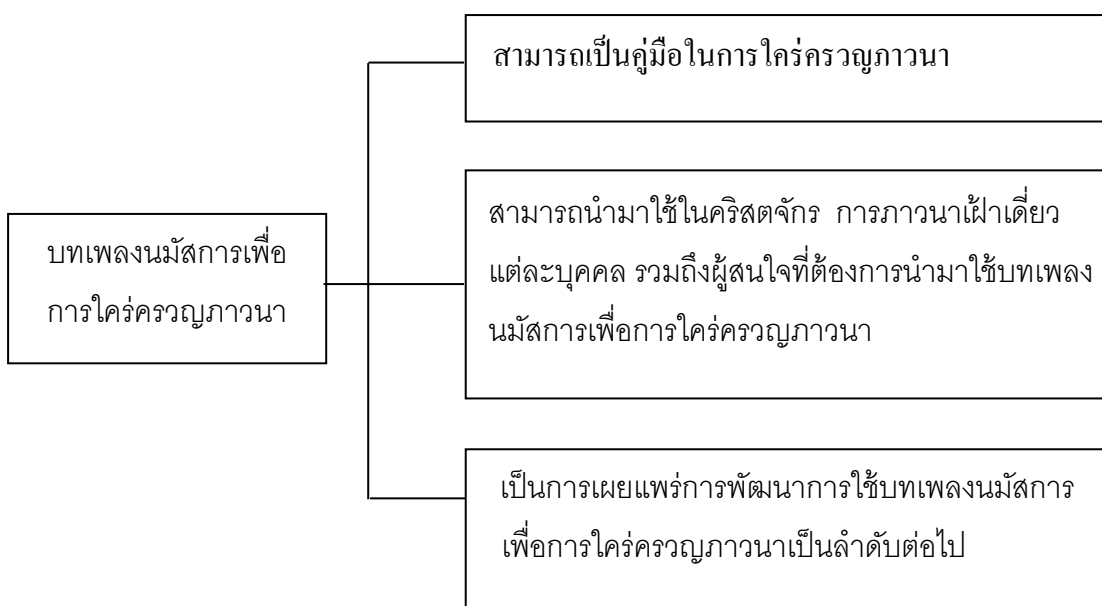 สามารถเป็นคู่มือในการใคร่ครวญภาวนา
สามารถนำมาใช้ในคริสตจักร การภาวนาเฝ้าเดี่ยว
แต่ละบุคคล รวมถึงผู้สนใจที่ต้องการนำมาใช้บทเพลง
นมัสการเพื่อการใคร่ครวญภาวนา
บทเพลงนมัสการเพื่อ
การใคร่ครวญภาวนา
เป็นการเผยแพร่การพัฒนาการใช้บทเพลงนมัสการ
เพื่อการใคร่ครวญภาวนาเป็นลำดับต่อไป